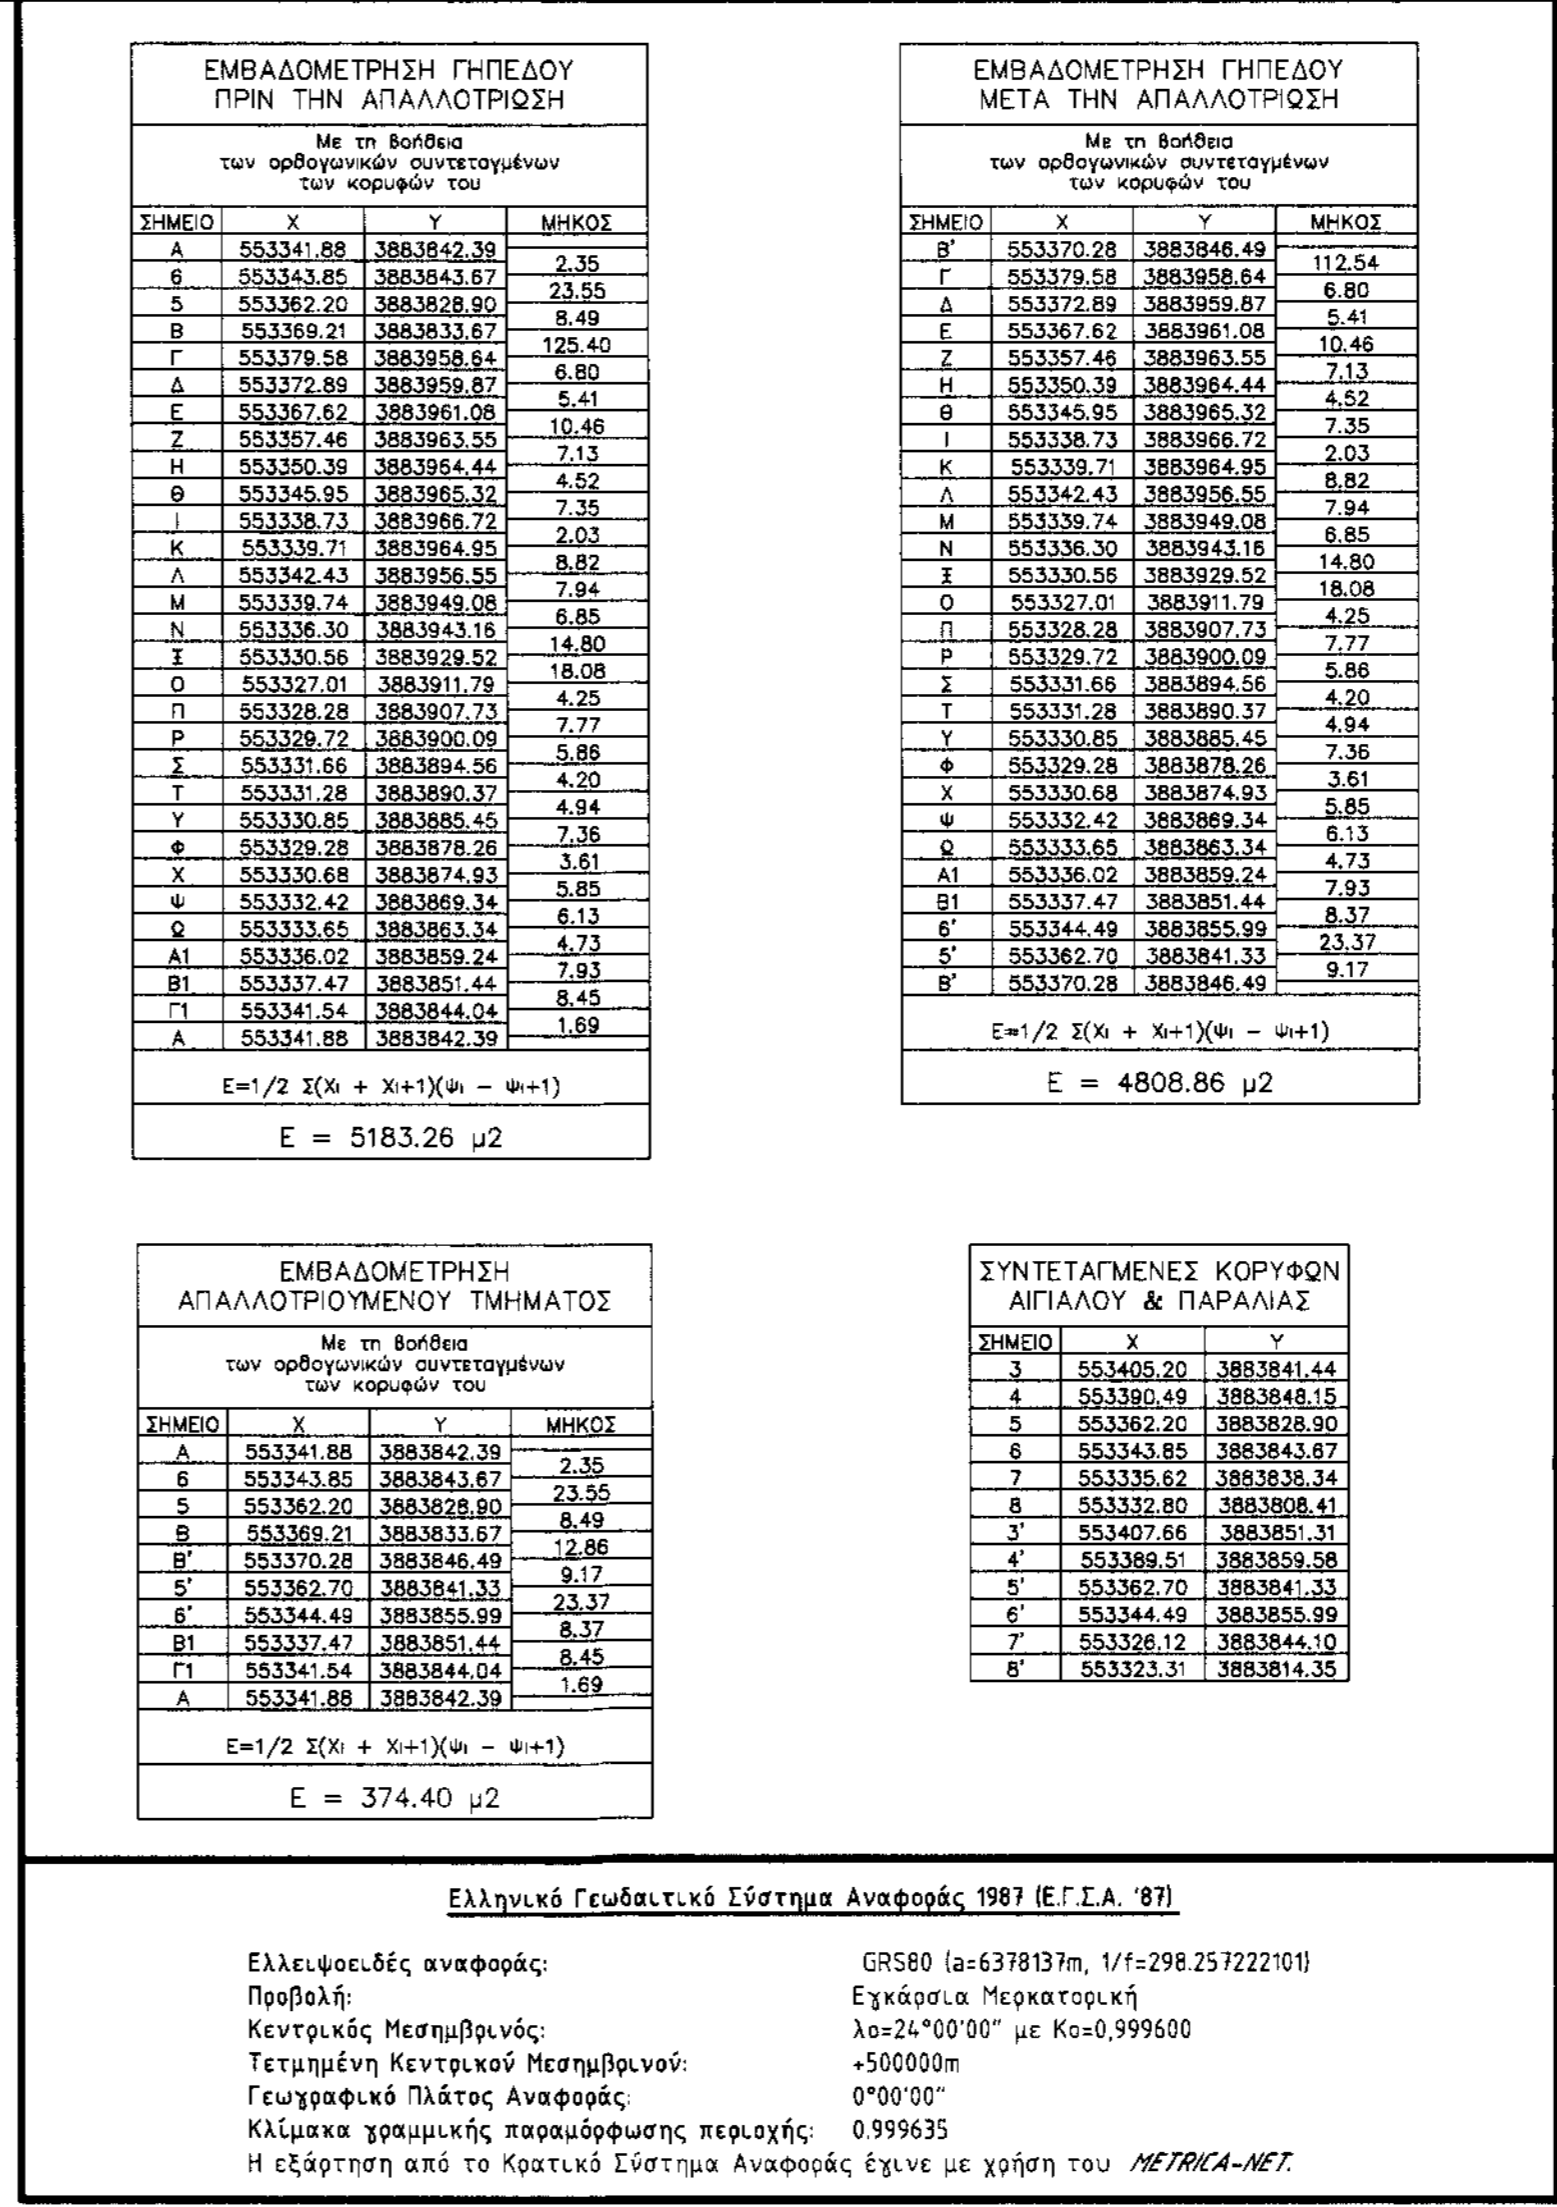 ΕΜΒΑΔΟΜΕΤΡΗΣΗ ΓΗΠΕΔΟΥ
ΠΡΙΝ ΤΗΝ ΑΠΑΛΛΟΤΡΙΩΣΗ
Με τη βοήθεια
των ορθογωνικών συντεταγμένων
των κορυφών του
ΣΗΜΕΙΟ X Y ΜΗΚΟΣ
Α 553341.88 3883842.39
2.35
6 553343.85 3883843.67
23.55
5 553362.20 3883828.90
8.49
Β 553369.21 3883833.67
125.40
Γ 553379.58 3883958.64
6.80
Δ 553372.89 3883959.87
5.41
Ε 553367.62 3883961.08
10.46
Ζ 553357.46 3883963.55
7.13
Η 553350.39 3883964.44
4.52
Θ 553345.95 3883965.32
7.35
Ι 553338.73 3883966.72
2.03
Κ 553339.71 3883964.95
8.82
Λ 553342.43 3883956.55
7.94
Μ 553339.74 3883949.08
6.85
Ν 553336.30 3883943.16
14.80
Ξ 553330.56 3883929.52
18.08
Ο 553327.01 3883911.79
4.25
Π 553328.28 3883907.73
7.77
Ρ 553329.72 3883900.09
5.86
Σ 553331.66 3883894.56
4.20
Τ 553331.28 3883890.37
4.94
Υ 553330.85 3883885.45
7.36
Φ 553329.28 3883878.26
3.61
Χ 553330.68 3883874.93
5.85
Ψ 553332.42 3883869.34
6.13
Ω 553333.65 3883863.34
4.73
Α1 553336.02 3883859.24
7.93
Β1 553337.47 3883851.44
8.45
Γ1 553341.54 3883844.04
1.69
Α 553341.88 3883842.39
Ε=1/2 Σ(Χι + Χι+1)(Ψι − Ψι+1)
Ε = 5183.26 μ2
ΕΜΒΑΔΟΜΕΤΡΗΣΗ ΓΗΠΕΔΟΥ
ΜΕΤΑ ΤΗΝ ΑΠΑΛΛΟΤΡΙΩΣΗ
Με τη βοήθεια
των ορθογωνικών συντεταγμένων
των κορυφών του
ΣΗΜΕΙΟ X Y ΜΗΚΟΣ
Β' 553370.28 3883846.49
112.54
Γ 553379.58 3883958.64
6.80
Δ 553372.89 3883959.87
5.41
Ε 553367.62 3883961.08
10.46
Ζ 553357.46 3883963.55
7.13
Η 553350.39 3883964.44
4.52
Θ 553345.95 3883965.32
7.35
Ι 553338.73 3883966.72
2.03
Κ 553339.71 3883964.95
8.82
Λ 553342.43 3883956.55
7.94
Μ 553339.74 3883949.08
6.85
Ν 553336.30 3883943.16
14.80
Ξ 553330.56 3883929.52
18.08
Ο 553327.01 3883911.79
4.25
Π 553328.28 3883907.73
7.77
Ρ 553329.72 3883900.09
5.86
Σ 553331.66 3883894.56
4.20
Τ 553331.28 3883890.37
4.94
Υ 553330.85 3883885.45
7.36
Φ 553329.28 3883878.26
3.61
Χ 553330.68 3883874.93
5.85
Ψ 553332.42 3883869.34
6.13
Ω 553333.65 3883863.34
4.73
Α1 553336.02 3883859.24
7.93
Β1 553337.47 3883851.44
8.37
6' 553344.49 3883855.99
23.37
5' 553362.70 3883841.33
9.17
Β' 553370.28 3883846.49
Ε=1/2 Σ(Χι + Χι+1)(Ψι − Ψι+1)
Ε = 4808.86 μ2
ΕΜΒΑΔΟΜΕΤΡΗΣΗ
ΑΠΑΛΛΟΤΡΙΟΥΜΕΝΟΥ ΤΜΗΜΑΤΟΣ
Με τη βοήθεια
των ορθογωνικών συντεταγμένων
των κορυφών του
ΣΗΜΕΙΟ X Y ΜΗΚΟΣ
Α 553341.88 3883842.39
2.35
6 553343.85 3883843.67
23.55
5 553362.20 3883828.90
8.49
Β 553369.21 3883833.67
12.86
Β' 553370.28 3883846.49
9.17
5' 553362.70 3883841.33
23.37
6' 553344.49 3883855.99
8.37
Β1 553337.47 3883851.44
8.45
Γ1 553341.54 3883844.04
1.69
Α 553341.88 3883842.39
Ε=1/2 Σ(Χι + Χι+1)(Ψι − Ψι+1)
Ε = 374.40 μ2
ΣΥΝΤΕΤΑΓΜΕΝΕΣ ΚΟΡΥΦΩΝ
ΑΙΓΙΑΛΟΥ & ΠΑΡΑΛΙΑΣ
ΣΗΜΕΙΟ X Y
3 553405.20 3883841.44
4 553390.49 3883848.15
5 553362.20 3883828.90
6 553343.85 3883843.67
7 553335.62 3883838.34
8 553332.80 3883808.41
3' 553407.66 3883851.31
4' 553389.51 3883859.58
5' 553362.70 3883841.33
6' 553344.49 3883855.99
7' 553326.12 3883844.10
8' 553323.31 3883814.35
Ελληνικό Γεωδαιτικό Σύστημα Αναφοράς 1987 (Ε.Γ.Σ.Α. '87)
Ελλειψοειδές αναφοράς: GRS80 (a=6378137m, 1/f=298.257222101)
Προβολή: Εγκάρσια Μερκατορική
Κεντρικός Μεσημβρινός: λο=24°00'00" με Κο=0,999600
Τετμημένη Κεντρικού Μεσημβρινού: +500000m
Γεωγραφικό Πλάτος Αναφοράς: 0°00'00"
Κλίμακα γραμμικής παραμόρφωσης περιοχής: 0.999635
Η εξάρτηση από το Κρατικό Σύστημα Αναφοράς έγινε με χρήση του METRICA-NET.